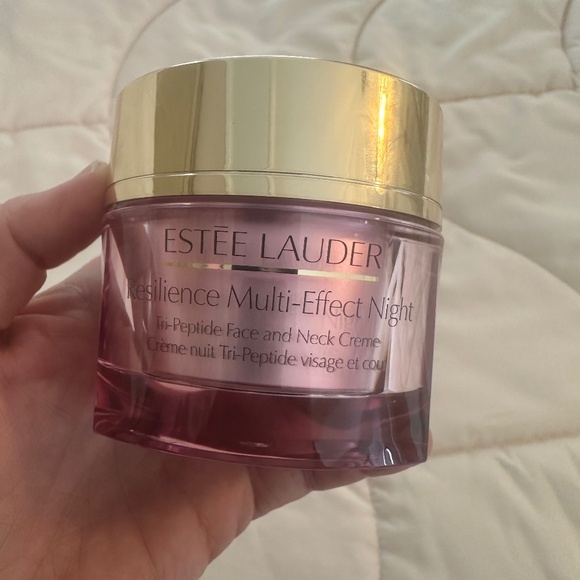 ESTĒE LAUDER
Resilience Multi-Effect Night
Tri-Peptide Face and Neck Creme
Crème nuit Tri-Peptide visage et cou